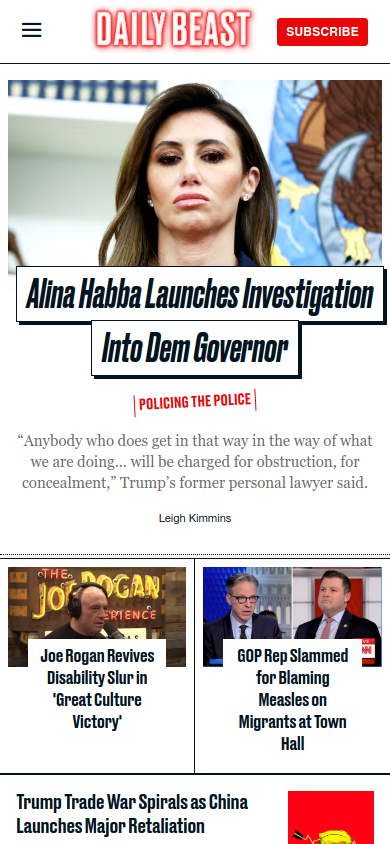 DAILY BEAST
SUBSCRIBE
Alina Habba Launches Investigation
Into Dem Governor
POLICING THE POLICE
“Anybody who does get in that way in the way of what
we are doing... will be charged for obstruction, for
concealment,” Trump’s former personal lawyer said.
Leigh Kimmins
THE
JOE ROGAN
EXPERIENCE
Joe Rogan Revives
Disability Slur in
'Great Culture
Victory'
GOP Rep Slammed
for Blaming
Measles on
Migrants at Town
Hall
Trump Trade War Spirals as China
Launches Major Retaliation